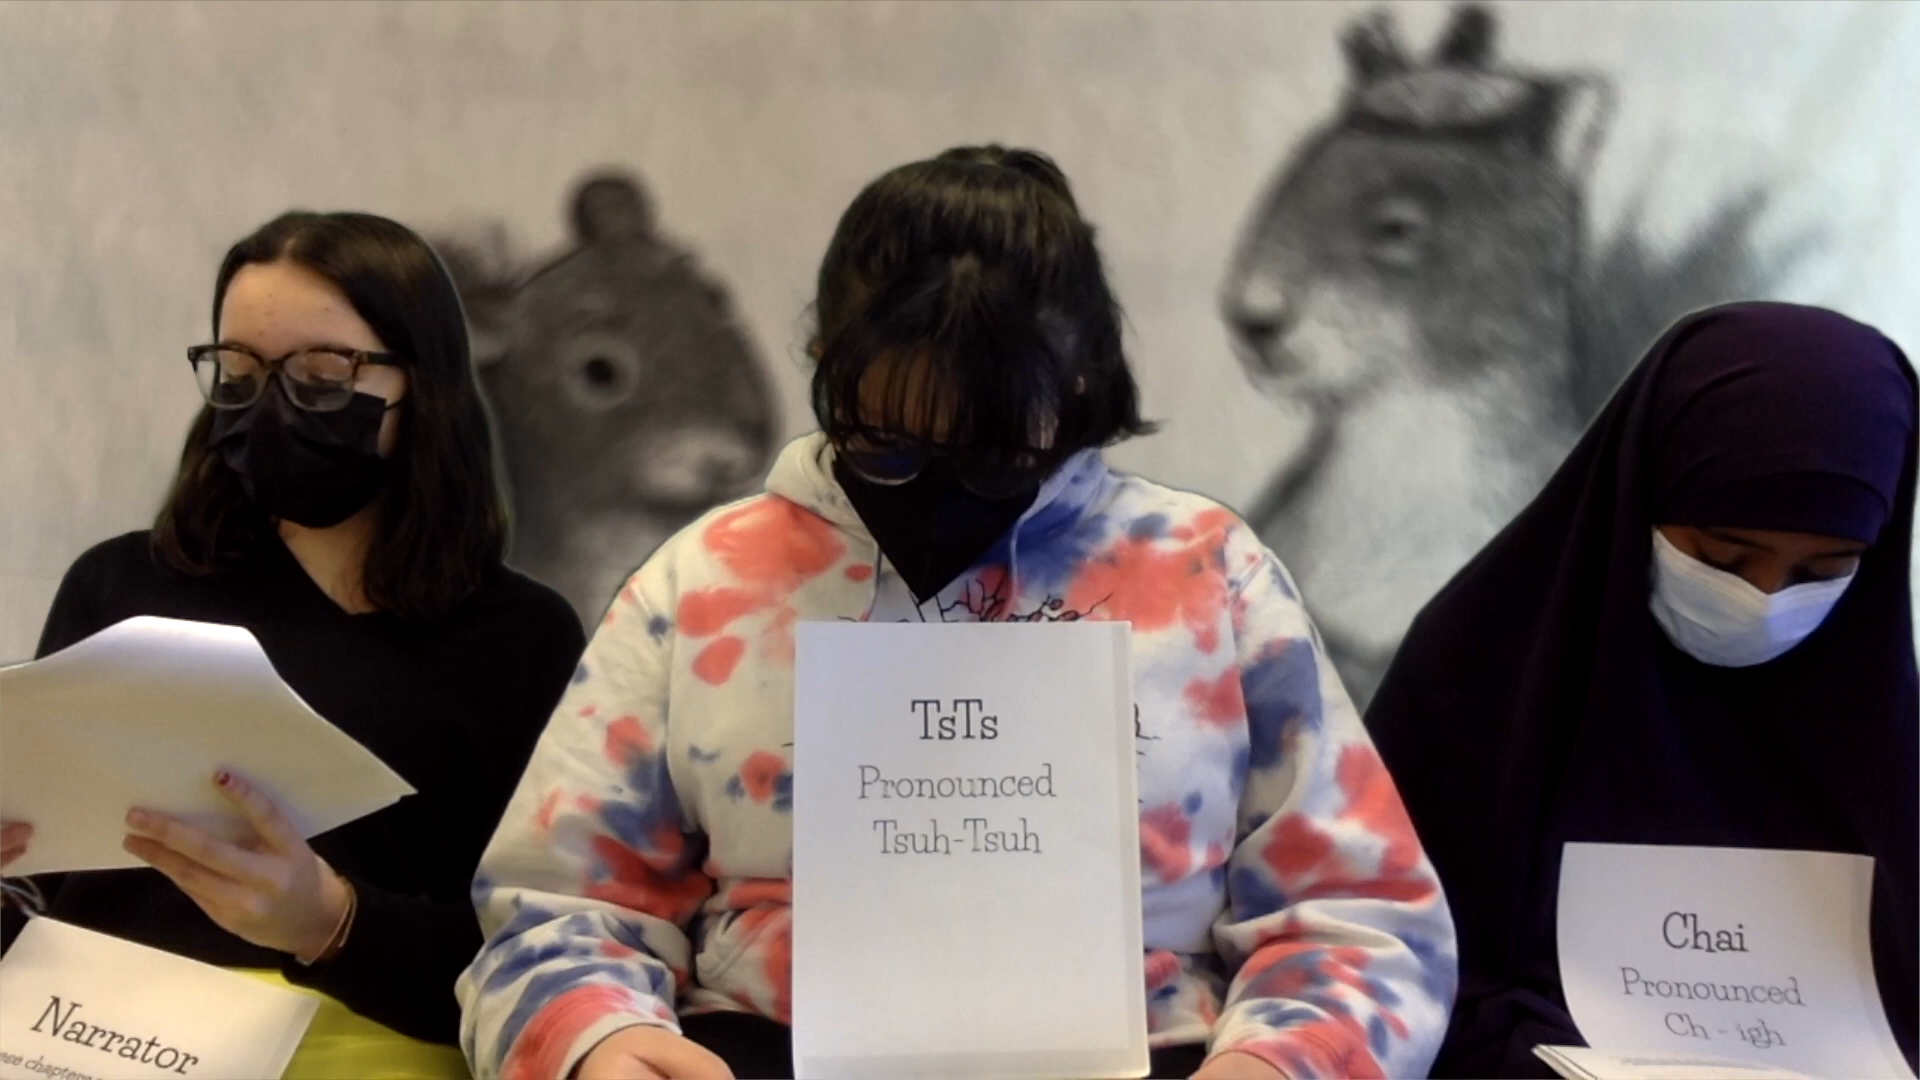 Narrator
TsTs
Pronounced
Tsuh-Tsuh
Chai
Pronounced
Ch - igh